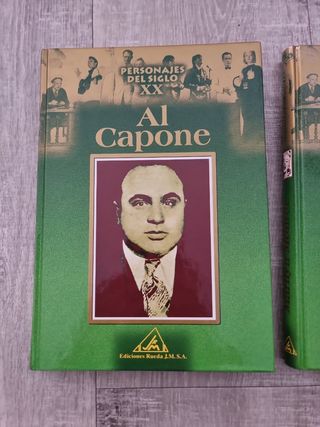 PERSONAJES
DEL SIGLO
XX
Al
Capone
Ediciones Rueda J.M.S.A.